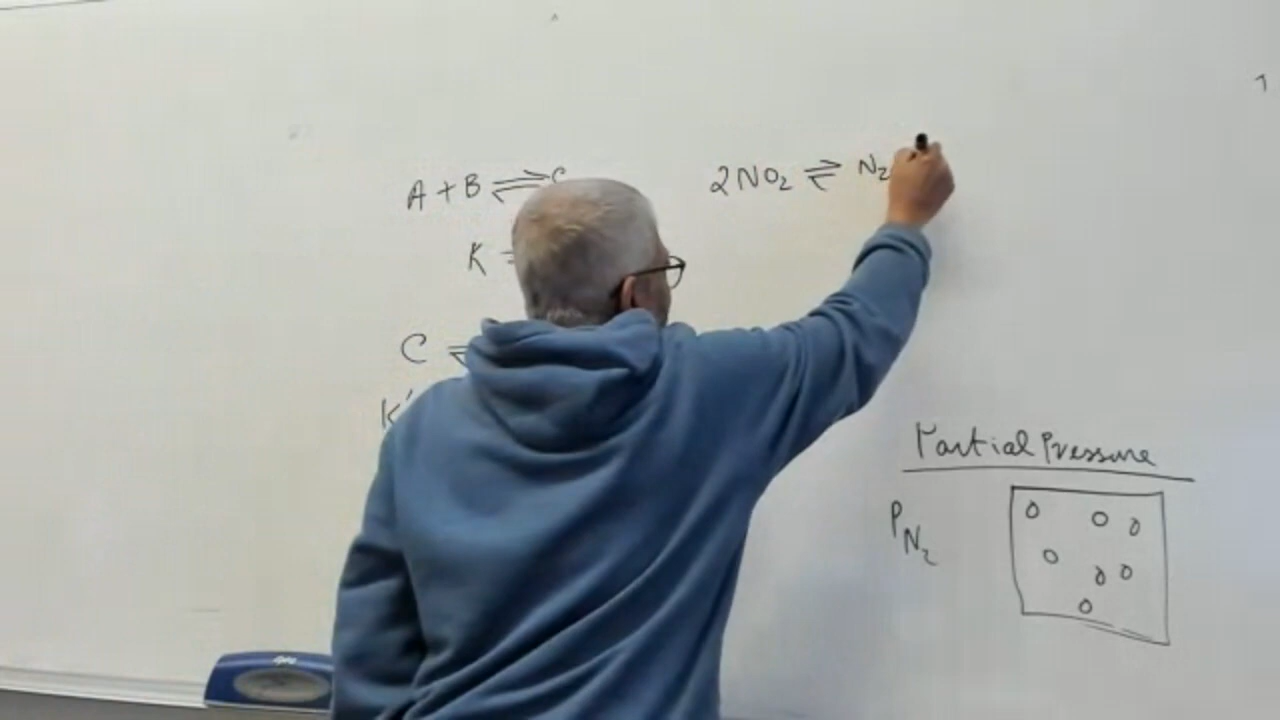 A + B ⇌ C
2NO₂ ⇌ N₂
K =
C
K'
Partial Pressure
P_N₂